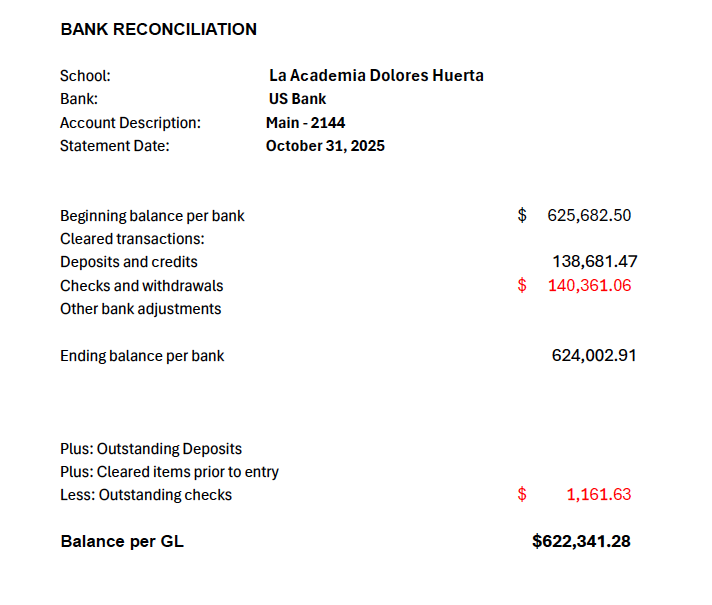 BANK RECONCILIATION
School: La Academia Dolores Huerta
Bank: US Bank
Account Description: Main - 2144
Statement Date: October 31, 2025
Beginning balance per bank $ 625,682.50
Cleared transactions:
Deposits and credits 138,681.47
Checks and withdrawals $ 140,361.06
Other bank adjustments
Ending balance per bank 624,002.91
Plus: Outstanding Deposits
Plus: Cleared items prior to entry
Less: Outstanding checks $ 1,161.63
Balance per GL $622,341.28